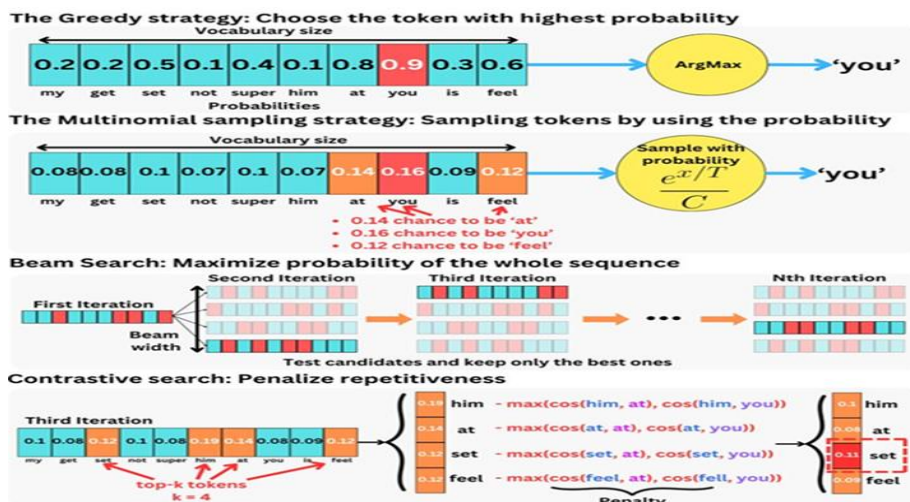 The Greedy strategy: Choose the token with highest probability
Vocabulary size
0.2 0.2 0.5 0.1 0.4 0.1 0.8 0.9 0.3 0.6
ArgMax
'you'
my get set not super him at you is feel
Probabilities
The Multinomial sampling strategy: Sampling tokens by using the probability
Vocabulary size
0.08 0.08 0.1 0.07 0.1 0.07 0.14 0.16 0.09 0.12
Sample with
probability
e^x/T
C
'you'
my get set not super him at you is feel
• 0.14 chance to be 'at'
• 0.16 chance to be 'you'
• 0.12 chance to be 'feel'
Beam Search: Maximize probability of the whole sequence
First Iteration
Second Iteration
Third Iteration
Nth Iteration
Beam
width
Test candidates and keep only the best ones
Contrastive search: Penalize repetitiveness
Third Iteration
0.1 0.08 0.12 0.1 0.08 0.19 0.14 0.08 0.09 0.12
my get set not super him at you is feel
top-k tokens
k = 4
0.19 him - max(cos(him, at), cos(him, you))
0.14 at - max(cos(at, at), cos(at, you))
0.12 set - max(cos(set, at), cos(set, you))
0.12 feel - max(cos(feel, at), cos(fell, you))
Penalty
0.1 him
0.08 at
0.11 set
0.09 feel